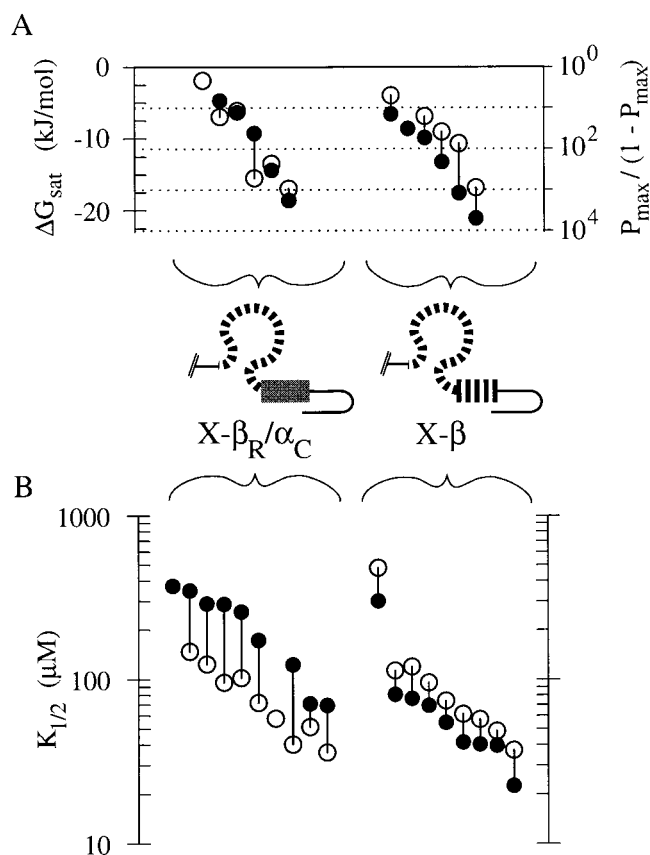 A
0
-10
-20
ΔG_sat (kJ/mol)
10^0
10^2
10^4
P_max / (1 - P_max)
X-β_R/α_C
X-β
B
1000
100
10
K_1/2 (μM)